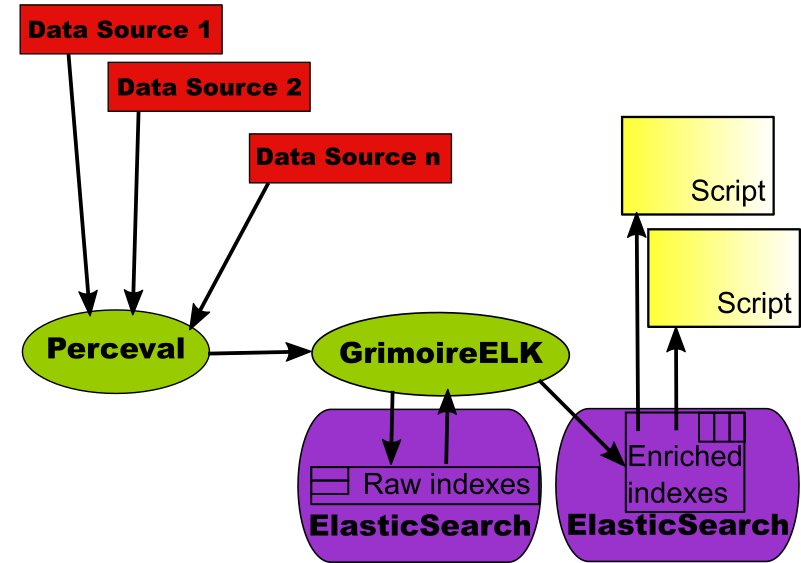 Data Source 1
Data Source 2
Data Source n
Script
Script
Perceval
GrimoireELK
Raw indexes
ElasticSearch
Enriched
indexes
ElasticSearch